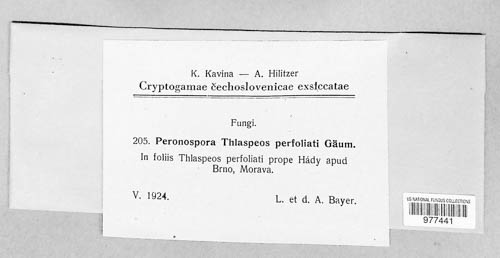 K. Kavina — A. Hilitzer
Cryptogamae čechoslovenicae exsiccatae
Fungi.
205. Peronospora Thlaspeos perfoliati Gäum.
In foliis Thlaspeos perfoliati prope Hády apud
Brno, Morava.
V. 1924.
L. et d. A. Bayer.
US NATIONAL FUNGUS COLLECTIONS
977441